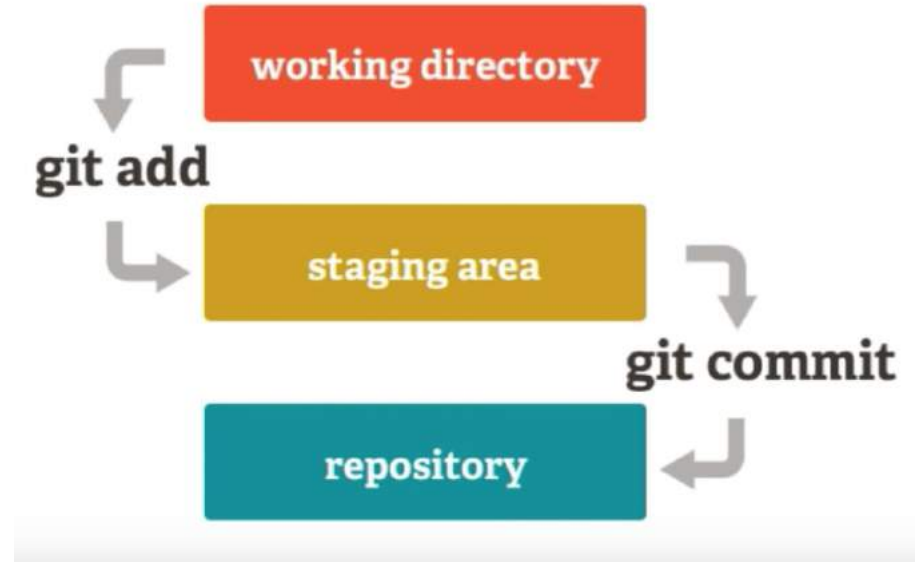 working directory
git add
staging area
git commit
repository